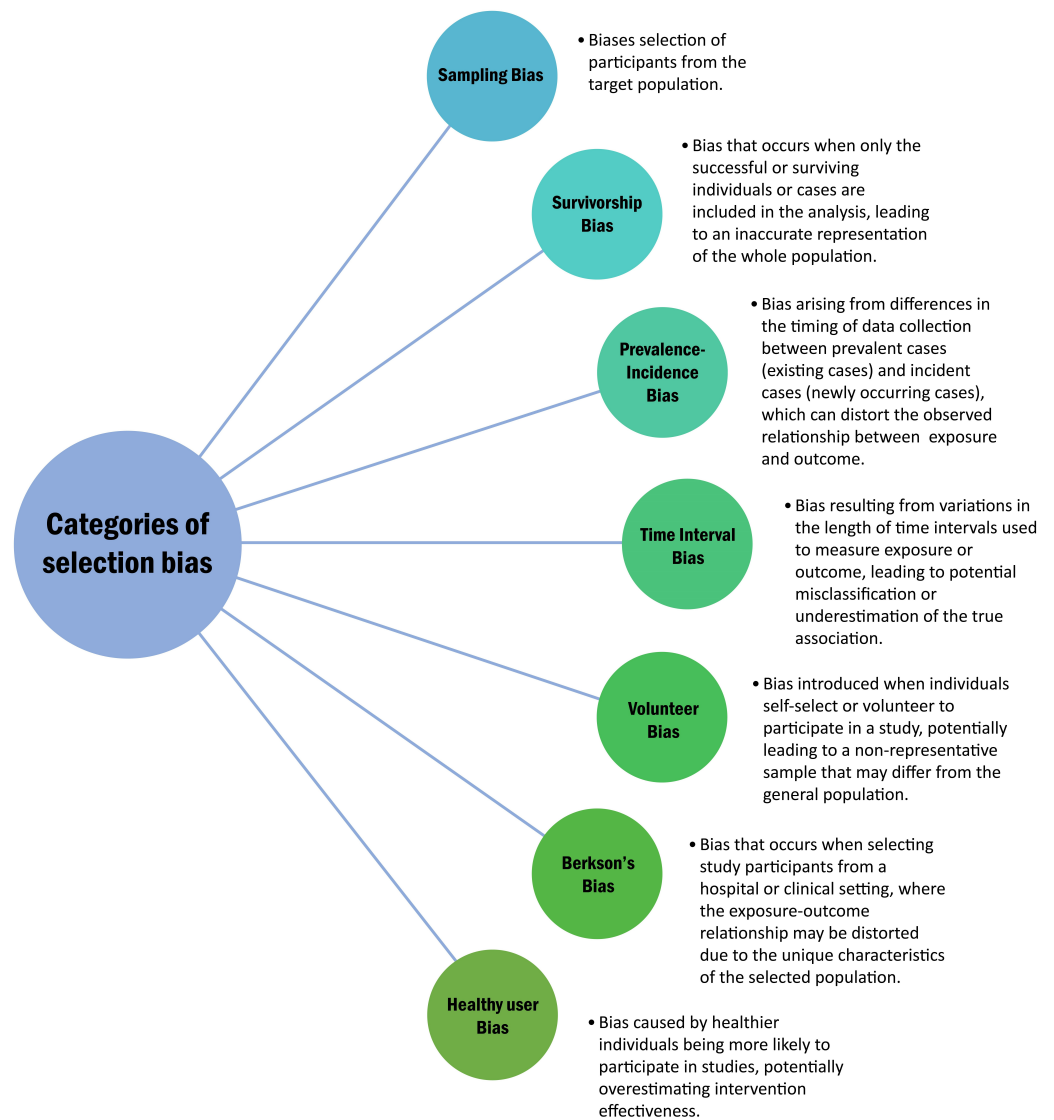 Categories of
selection bias
Sampling Bias
• Biases selection of
participants from the
target population.
Survivorship
Bias
• Bias that occurs when only the
successful or surviving
individuals or cases are
included in the analysis, leading
to an inaccurate representation
of the whole population.
Prevalence-
Incidence
Bias
• Bias arising from differences in
the timing of data collection
between prevalent cases
(existing cases) and incident
cases (newly occurring cases),
which can distort the observed
relationship between exposure
and outcome.
Time Interval
Bias
• Bias resulting from variations in
the length of time intervals used
to measure exposure or
outcome, leading to potential
misclassification or
underestimation of the true
association.
Volunteer
Bias
• Bias introduced when individuals
self-select or volunteer to
participate in a study, potentially
leading to a non-representative
sample that may differ from the
general population.
Berkson’s
Bias
• Bias that occurs when selecting
study participants from a
hospital or clinical setting, where
the exposure-outcome
relationship may be distorted
due to the unique characteristics
of the selected population.
Healthy user
Bias
• Bias caused by healthier
individuals being more likely to
participate in studies, potentially
overestimating intervention
effectiveness.